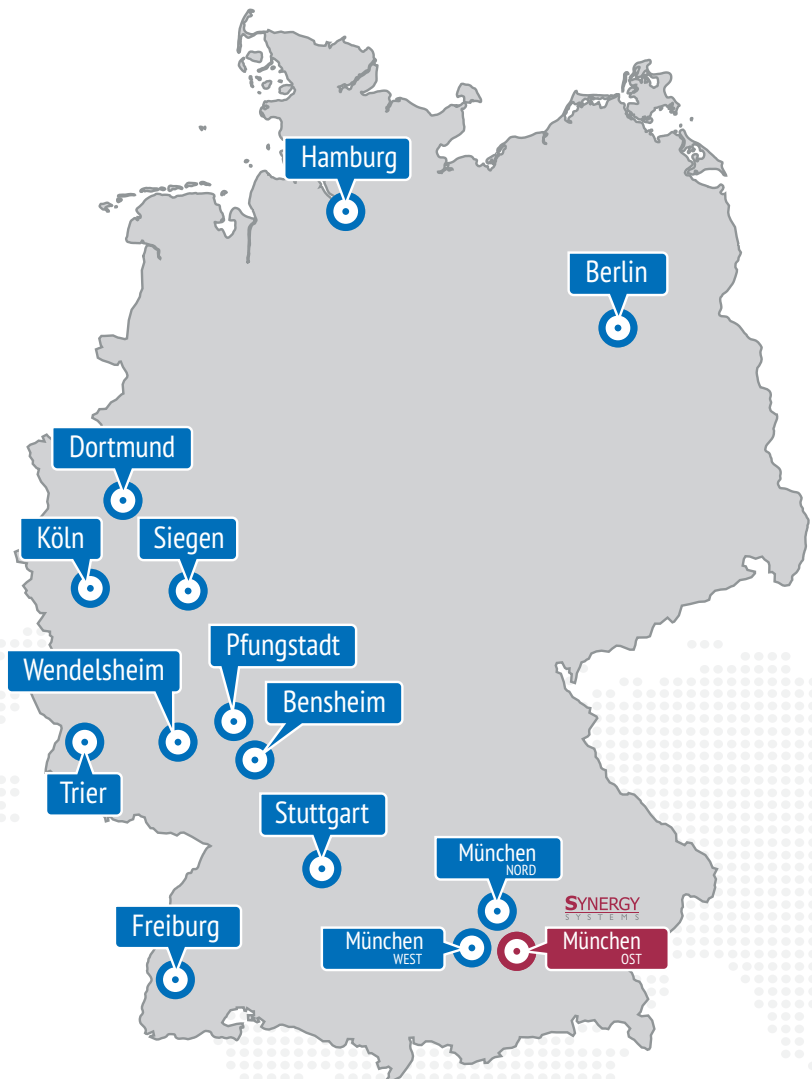 Hamburg
Berlin
Dortmund
Köln
Siegen
Pfungstadt
Wendelsheim
Bensheim
Trier
Stuttgart
München
NORD
SYNERGY
SYSTEMS
Freiburg
München
WEST
München
OST